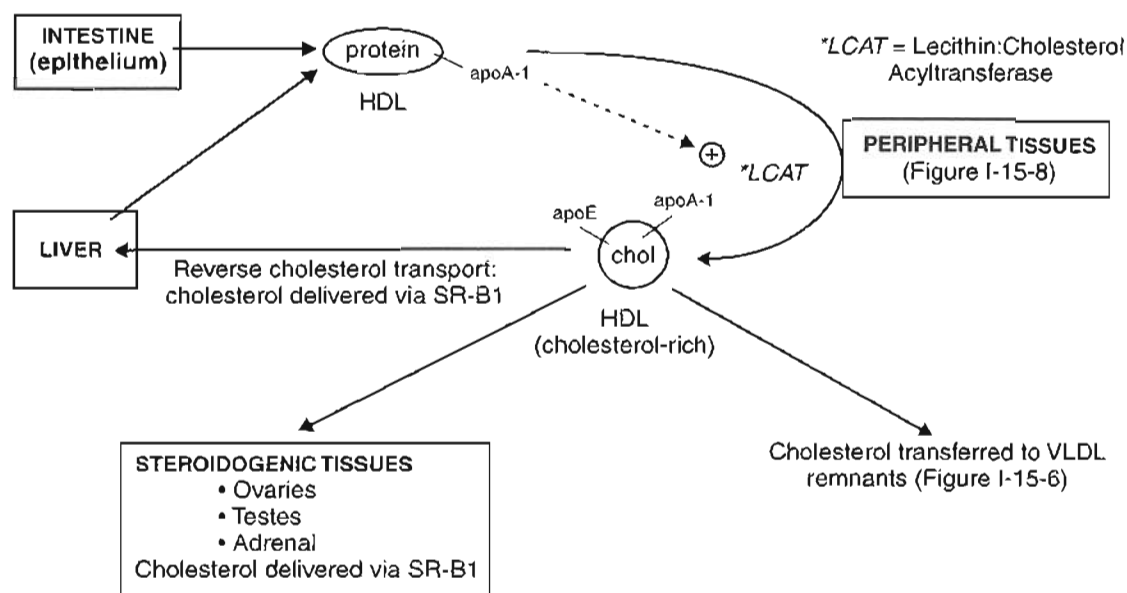 INTESTINE
(epithelium)
protein
apoA-1
HDL
*LCAT = Lecithin:Cholesterol
Acyltransferase
PERIPHERAL TISSUES
(Figure I-15-8)
+
*LCAT
apoE
apoA-1
chol
LIVER
Reverse cholesterol transport:
cholesterol delivered via SR-B1
HDL
(cholesterol-rich)
STEROIDOGENIC TISSUES
• Ovaries
• Testes
• Adrenal
Cholesterol delivered via SR-B1
Cholesterol transferred to VLDL
remnants (Figure I-15-6)